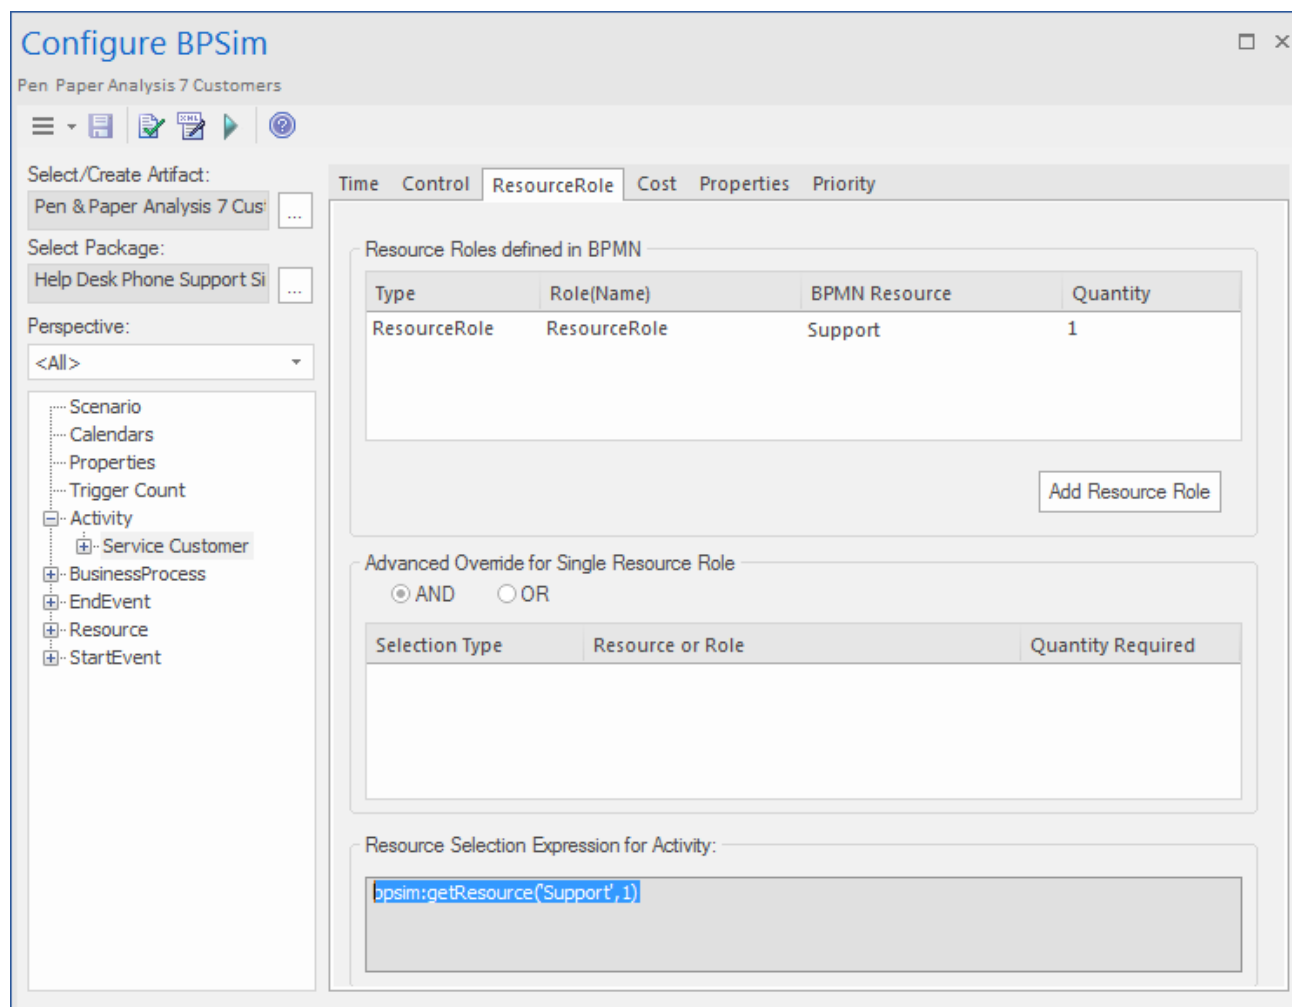 Configure BPSim
Pen Paper Analysis 7 Customers
Select/Create Artifact:
Pen & Paper Analysis 7 Cus
...
Select Package:
Help Desk Phone Support Si
...
Perspective:
<All>
Scenario
Calendars
Properties
Trigger Count
Activity
Service Customer
BusinessProcess
EndEvent
Resource
StartEvent
Time Control ResourceRole Cost Properties Priority
Resource Roles defined in BPMN
Type Role(Name) BPMN Resource Quantity
ResourceRole ResourceRole Support 1
Add Resource Role
Advanced Override for Single Resource Role
AND OR
Selection Type Resource or Role Quantity Required
Resource Selection Expression for Activity:
bpsim:getResource('Support',1)